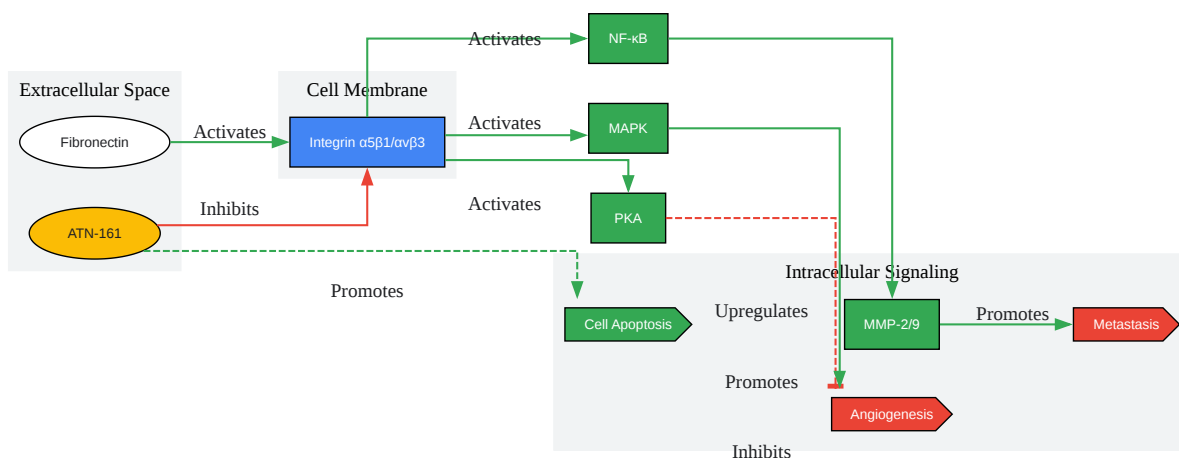 Activates
NF-κB
Extracellular Space
Cell Membrane
Fibronectin
Activates
Integrin α5β1/ανβ3
Activates
MAPK
ATN-161
Inhibits
Activates
PKA
Promotes
Intracellular Signaling
Cell Apoptosis
Upregulates
MMP-2/9
Promotes
Metastasis
Promotes
Angiogenesis
Inhibits